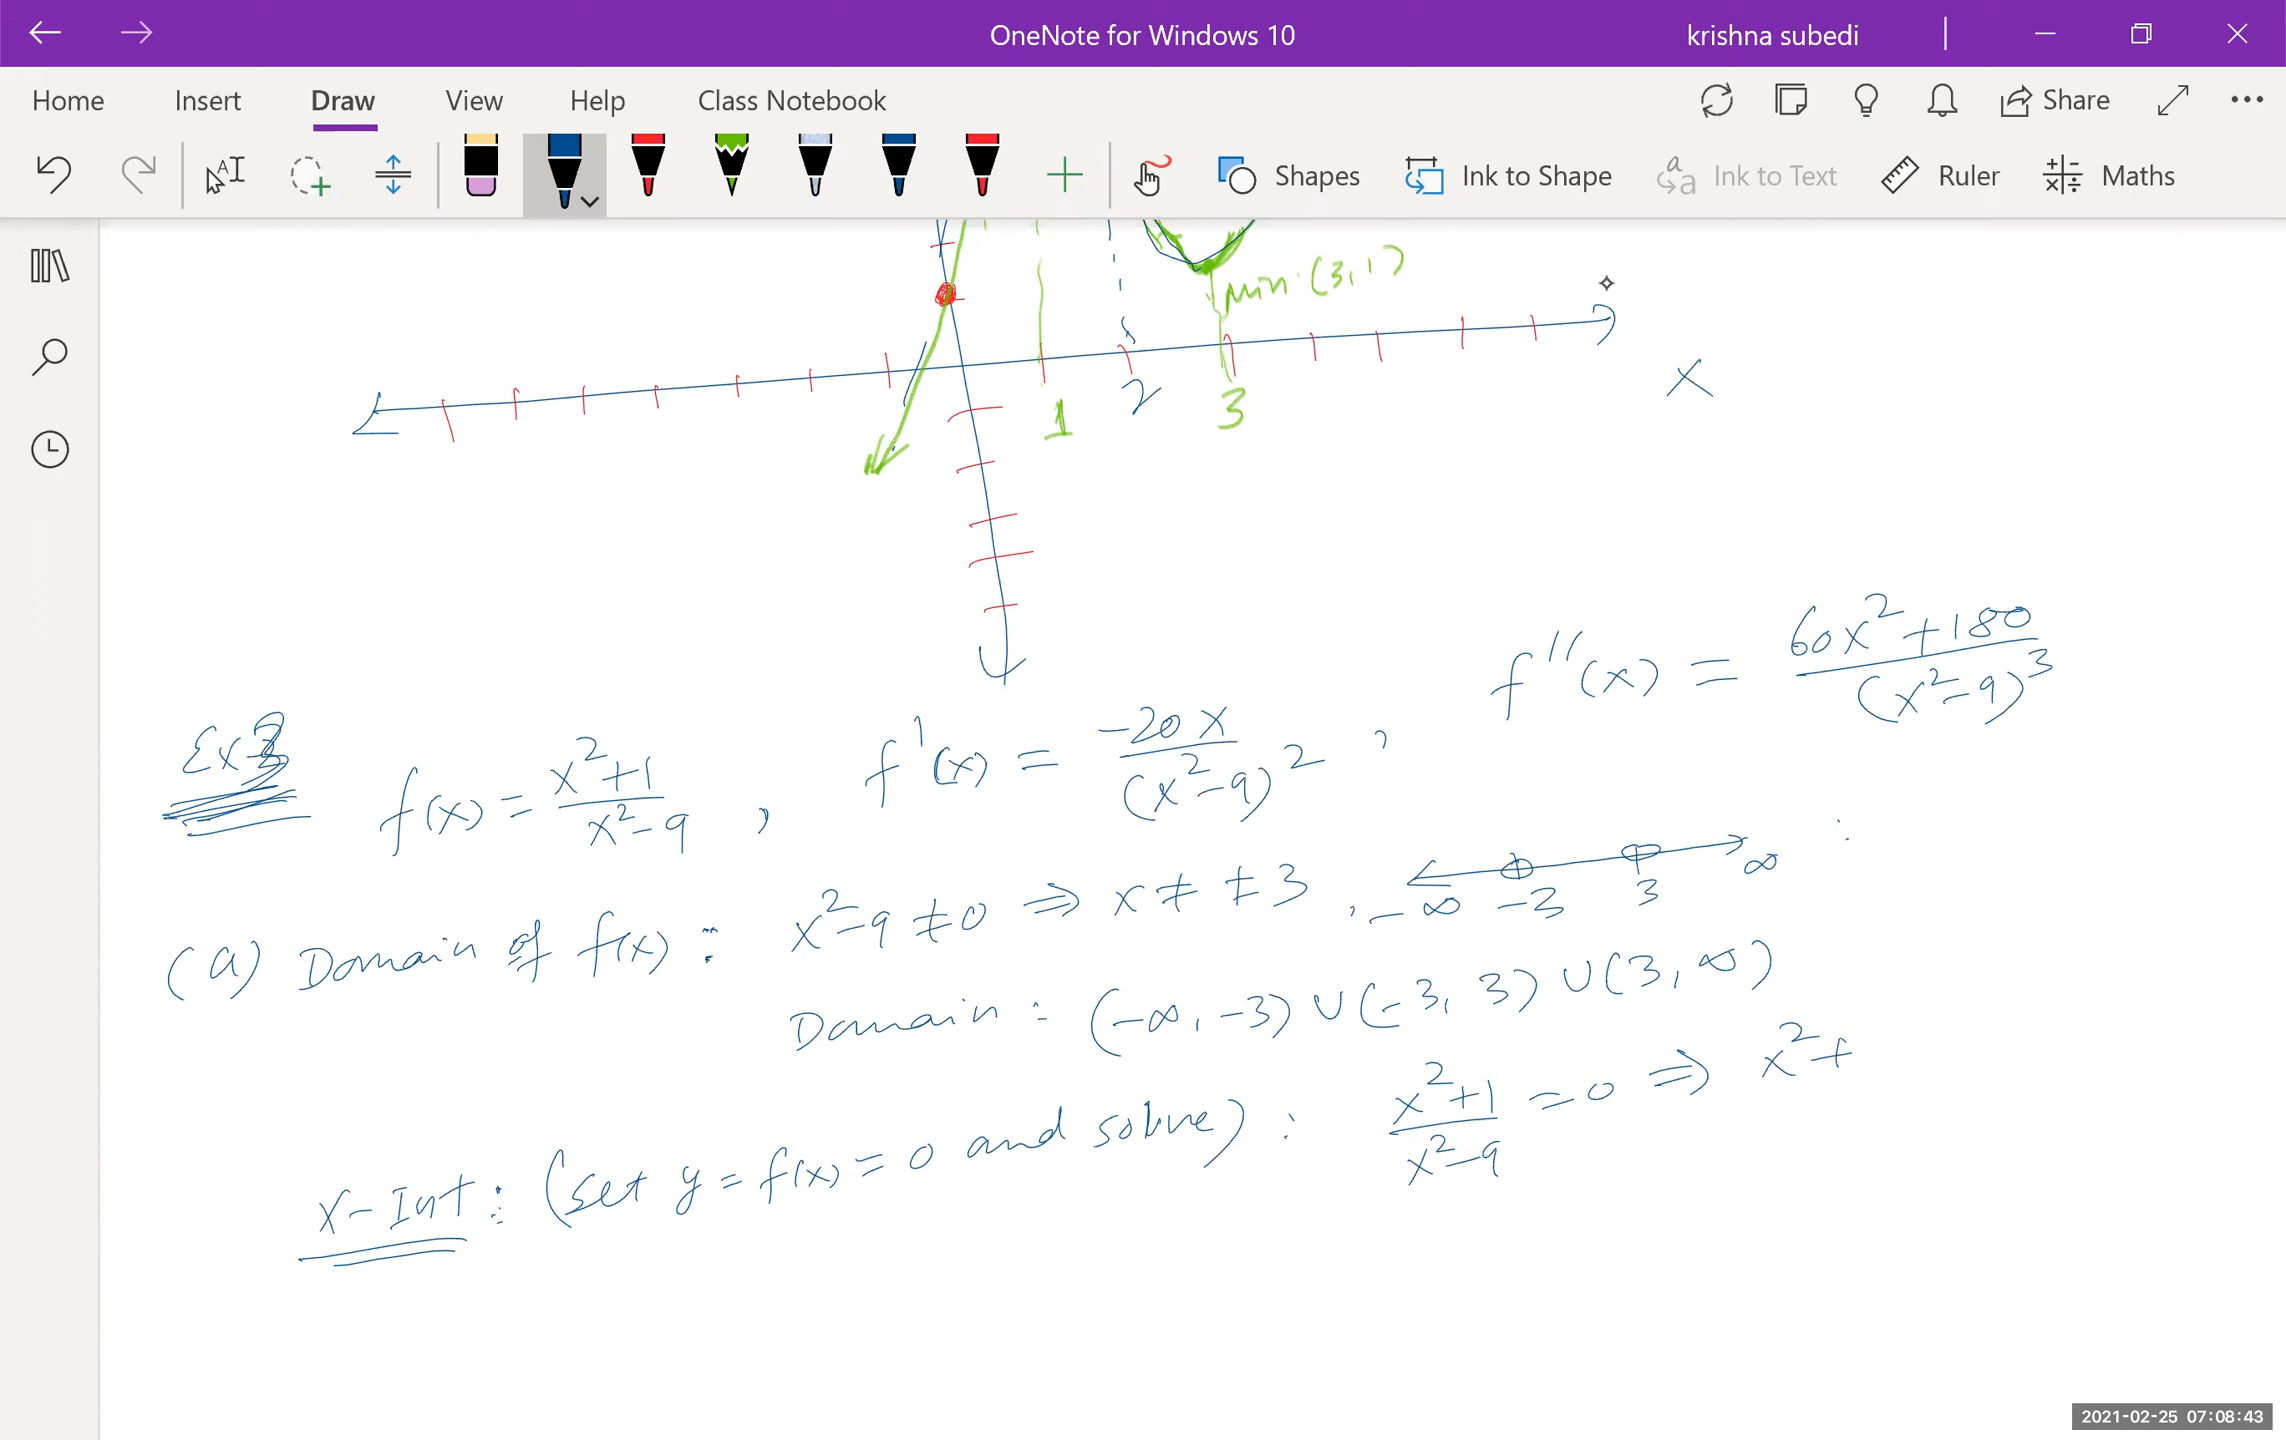 OneNote for Windows 10
krishna subedi
Home Insert Draw View Help Class Notebook
Share
Shapes Ink to Shape Ink to Text Ruler Maths
min. (3,1)
x
1 2 3
f''(x) = (60x²+180)/(x²-9)³
f(x) = (x²+1)/(x²-9) , f'(x) = (-20x)/(x²-9)² ,
(a) Domain of f(x) : x²-9 ≠ 0 ⇒ x ≠ ±3 , -∞ -3 3 ∞
Domain : (-∞, -3) ∪ (-3, 3) ∪ (3, ∞)
x-Int : (set y = f(x) = 0 and solve) : (x²+1)/(x²-9) = 0 ⇒ x²+
2021-02-25 07:08:43